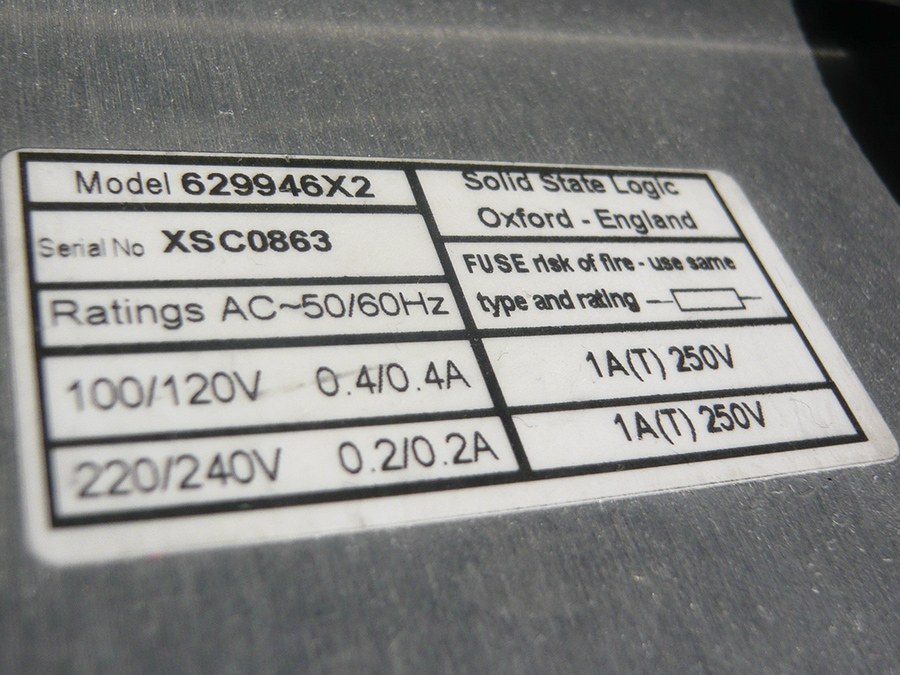 Model 629946X2
Serial No XSC0863
Ratings AC~50/60Hz
100/120V 0.4/0.4A
220/240V 0.2/0.2A
Solid State Logic
Oxford - England
FUSE risk of fire - use same
type and rating
1A(T) 250V
1A(T) 250V